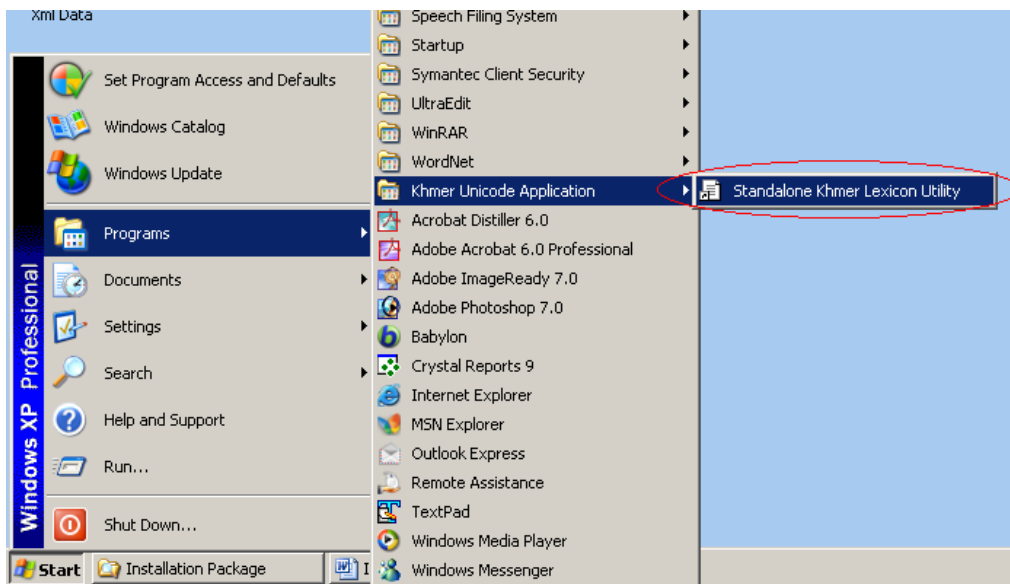 Xml Data
Set Program Access and Defaults
Windows Catalog
Windows Update
Programs
Documents
Settings
Search
Help and Support
Run...
Shut Down...
Windows XP Professional
Speech Filing System
Startup
Symantec Client Security
UltraEdit
WinRAR
WordNet
Khmer Unicode Application
Acrobat Distiller 6.0
Adobe Acrobat 6.0 Professional
Adobe ImageReady 7.0
Adobe Photoshop 7.0
Babylon
Crystal Reports 9
Internet Explorer
MSN Explorer
Outlook Express
Remote Assistance
TextPad
Windows Media Player
Windows Messenger
Standalone Khmer Lexicon Utility
Start
Installation Package
I